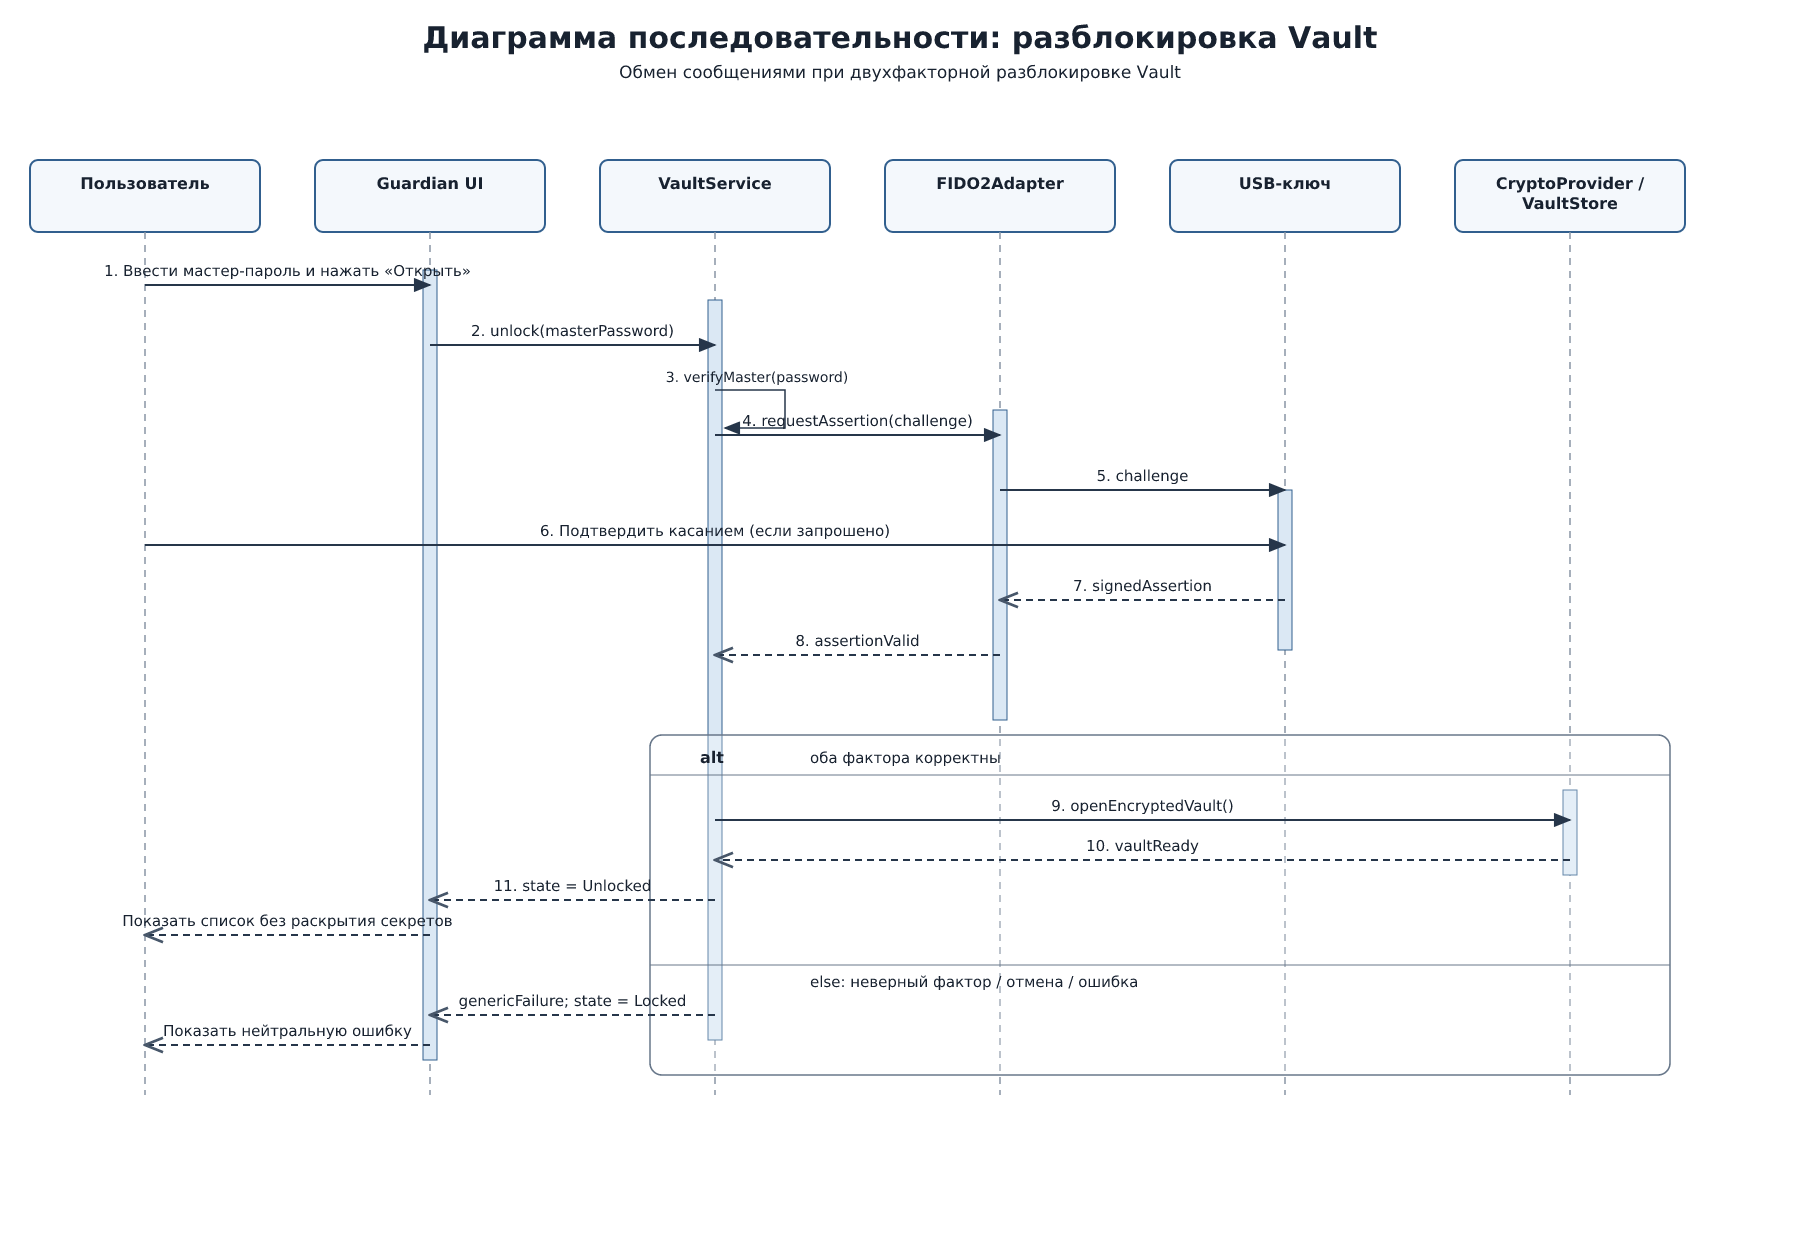 Диаграмма последовательности: разблокировка Vault
Обмен сообщениями при двухфакторной разблокировке Vault
Пользователь
Guardian UI
VaultService
FIDO2Adapter
USB-ключ
CryptoProvider /
VaultStore
1. Ввести мастер-пароль и нажать «Открыть»
2. unlock(masterPassword)
3. verifyMaster(password)
4. requestAssertion(challenge)
5. challenge
6. Подтвердить касанием (если запрошено)
7. signedAssertion
8. assertionValid
alt
оба фактора корректны
9. openEncryptedVault()
10. vaultReady
11. state = Unlocked
Показать список без раскрытия секретов
else: неверный фактор / отмена / ошибка
genericFailure; state = Locked
Показать нейтральную ошибку